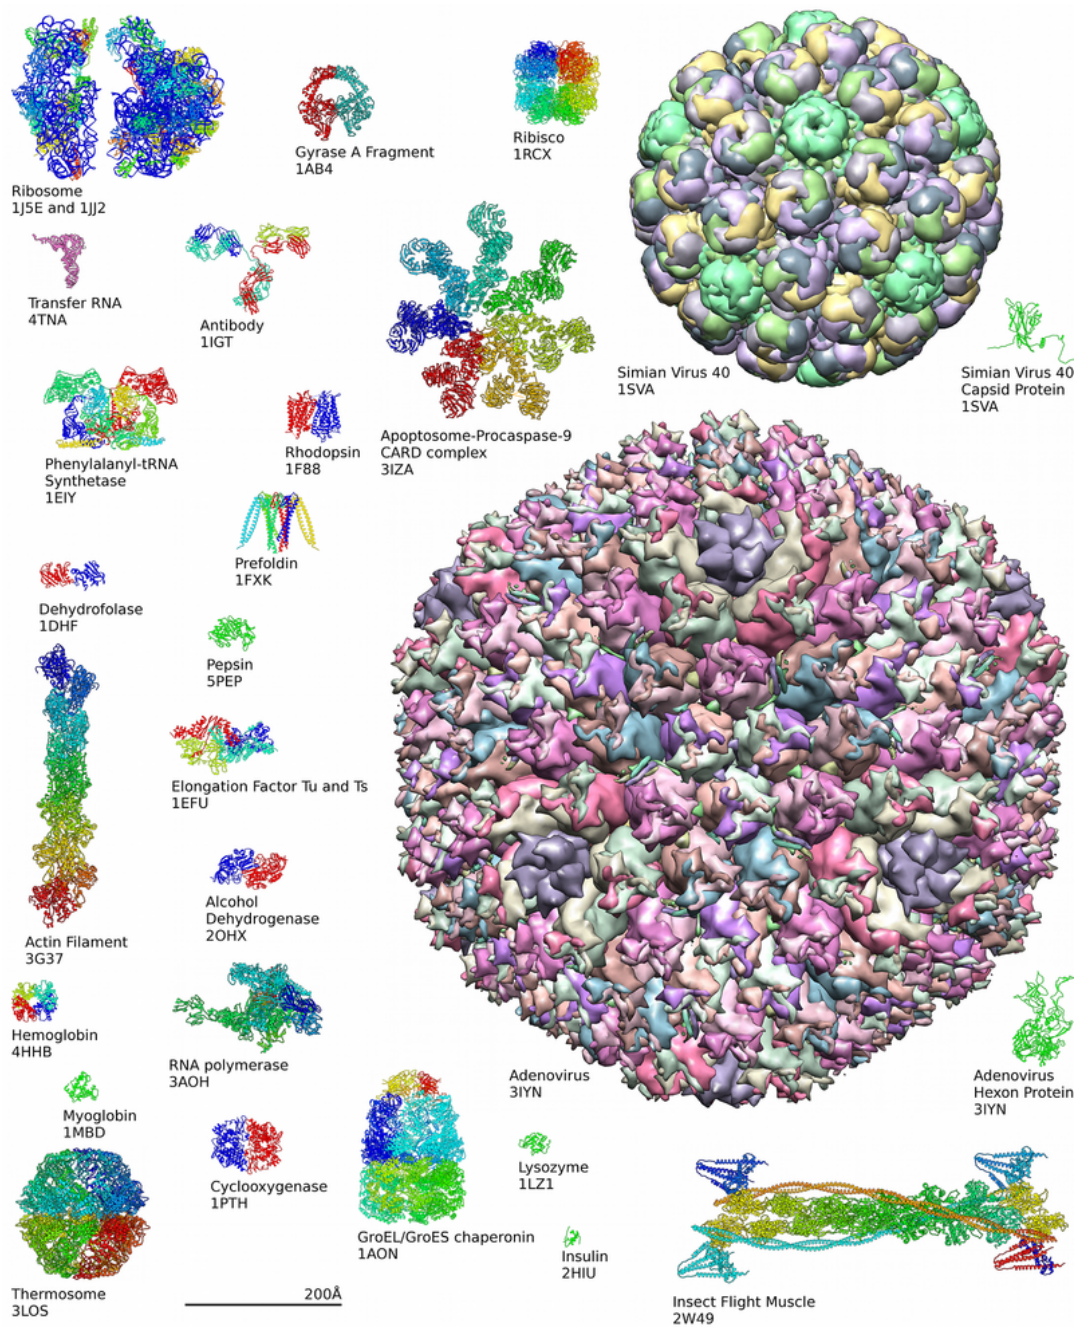 Ribosome
1J5E and 1JJ2
Gyrase A Fragment
1AB4
Ribisco
1RCX
Transfer RNA
4TNA
Antibody
1IGT
Simian Virus 40
1SVA
Simian Virus 40
Capsid Protein
1SVA
Phenylalanyl-tRNA
Synthetase
1EIY
Rhodopsin
1F88
Apoptosome-Procaspase-9
CARD complex
3IZA
Prefoldin
1FXK
Dehydrofolase
1DHF
Pepsin
5PEP
Elongation Factor Tu and Ts
1EFU
Alcohol
Dehydrogenase
2OHX
Actin Filament
3G37
Hemoglobin
4HHB
RNA polymerase
3AOH
Adenovirus
3IYN
Adenovirus
Hexon Protein
3IYN
Myoglobin
1MBD
Cyclooxygenase
1PTH
GroEL/GroES chaperonin
1AON
Lysozyme
1LZ1
Insulin
2HIU
Thermosome
3LOS
200Å
Insect Flight Muscle
2W49